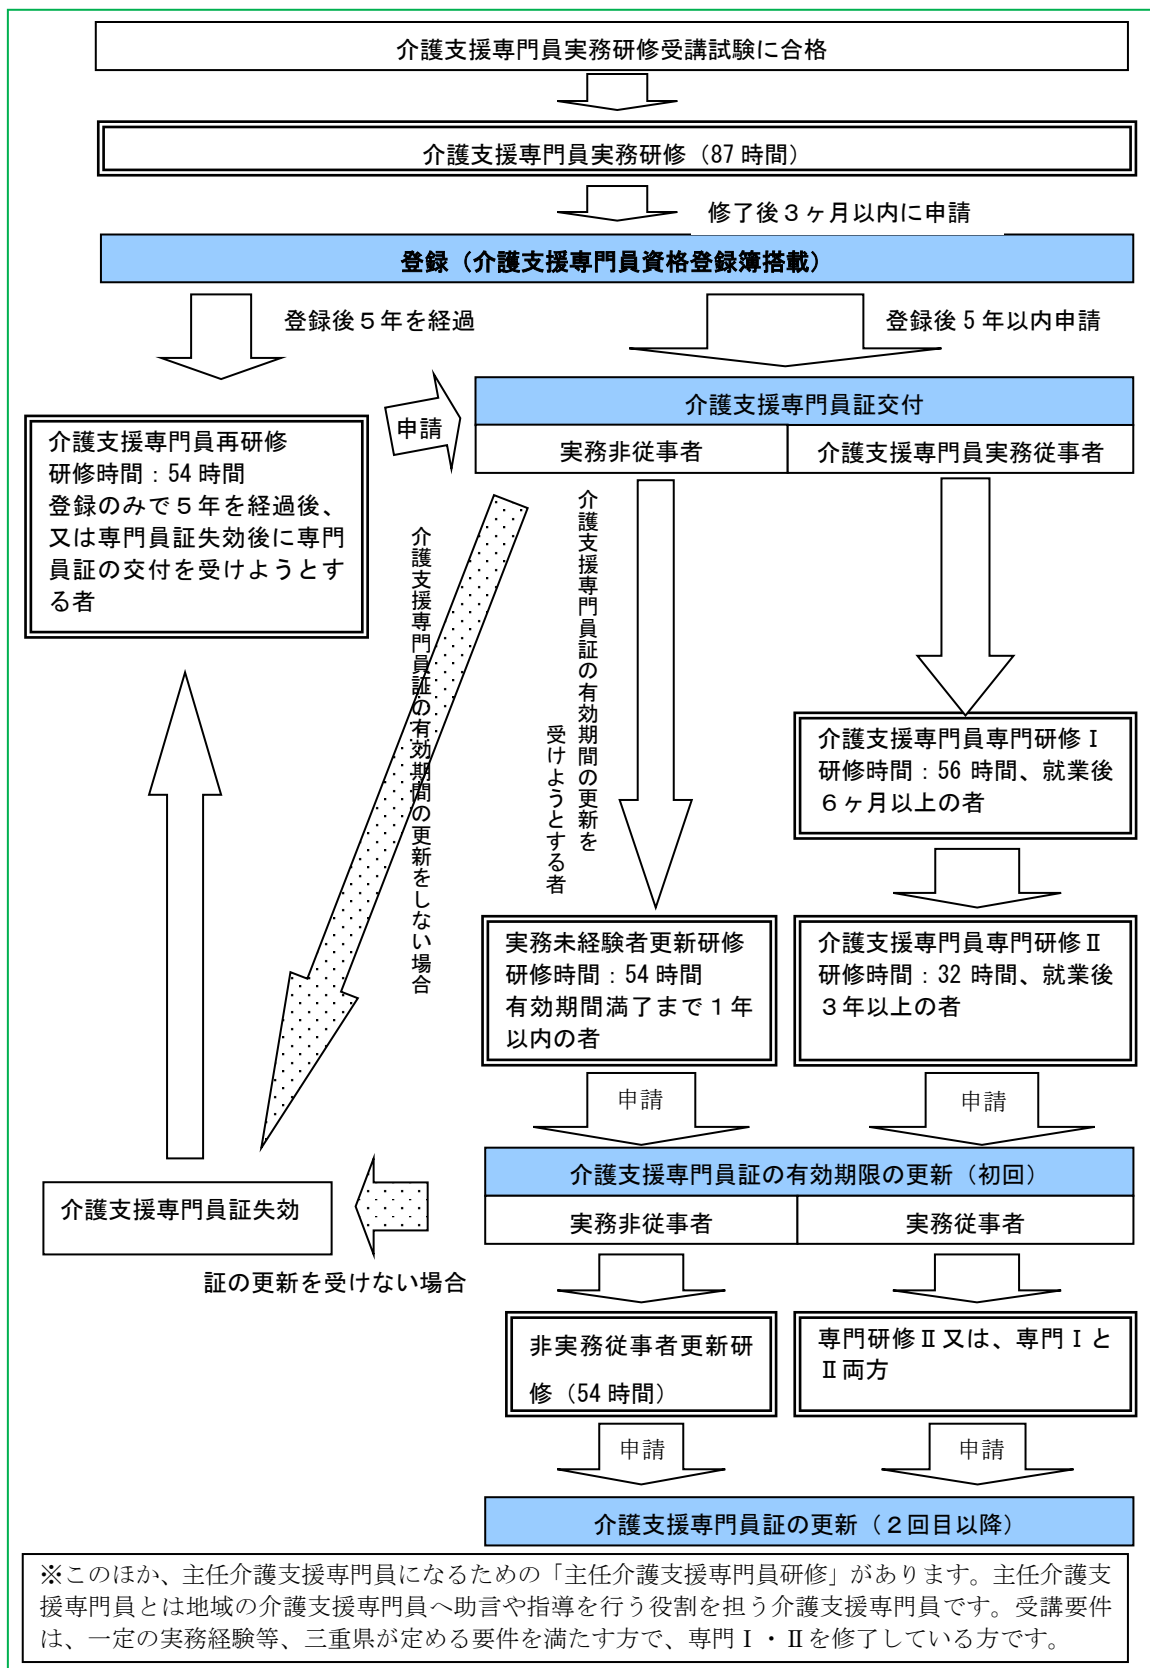 介護支援専門員実務研修受講試験に合格
介護支援専門員実務研修（87時間）
修了後３ヶ月以内に申請
登録（介護支援専門員資格登録簿搭載）
登録後５年を経過
登録後5年以内申請
申請
介護支援専門員証交付
実務非従事者
介護支援専門員実務従事者
介護支援専門員再研修
研修時間：54時間
登録のみで５年を経過後、
又は専門員証失効後に専門
員証の交付を受けようとす
る者
介護支援専門員証の有効期間の更新をしない場合
介護支援専門員証の有効期間の更新を
受けようとする者
介護支援専門員専門研修Ⅰ
研修時間：56時間、就業後
６ヶ月以上の者
実務未経験者更新研修
研修時間：54時間
有効期間満了まで１年
以内の者
介護支援専門員専門研修Ⅱ
研修時間：32時間、就業後
３年以上の者
申請
申請
介護支援専門員証の有効期限の更新（初回）
実務非従事者
実務従事者
介護支援専門員証失効
証の更新を受けない場合
非実務従事者更新研
修（54時間）
専門研修Ⅱ又は、専門Ⅰと
Ⅱ両方
申請
申請
介護支援専門員証の更新（２回目以降）
※このほか、主任介護支援専門員になるための「主任介護支援専門員研修」があります。主任介護支
援専門員とは地域の介護支援専門員へ助言や指導を行う役割を担う介護支援専門員です。受講要件
は、一定の実務経験等、三重県が定める要件を満たす方で、専門Ⅰ・Ⅱを修了している方です。